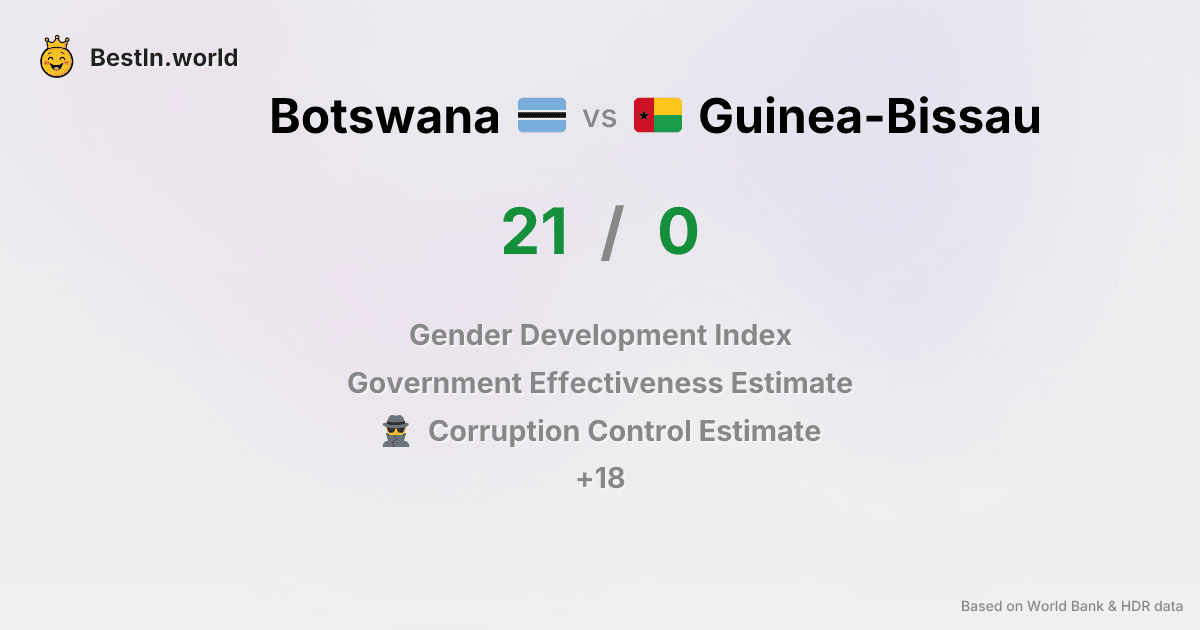 BestIn.world
Botswana vs Guinea-Bissau
21 / 0
Gender Development Index
Government Effectiveness Estimate
Corruption Control Estimate
+18
Based on World Bank & HDR data